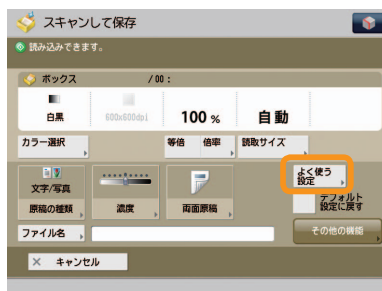 スキャンして保存
読み込みできます。
ボックス / 00 :
白黒 600x600dpi 100 % 自動
カラー選択 等倍 倍率 読取サイズ
よく使う
設定
文字/写真
デフォルト
設定に戻す
原稿の種類 濃度 両面原稿
ファイル名 その他の機能
× キャンセル